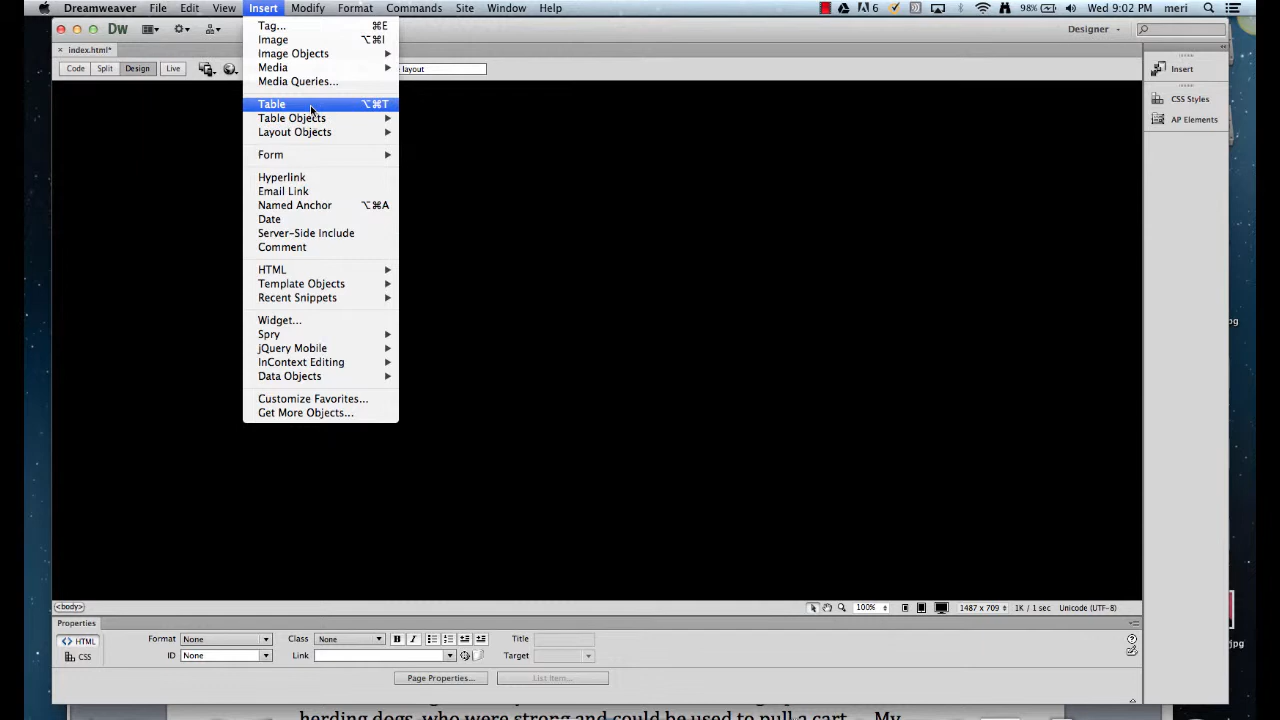 Dreamweaver File Edit View Insert Modify Format Commands Site Window Help 6 98% Wed 9:02 PM meri
Dw Designer
index.html*
Code Split Design Live layout
Tag... ⌘E
Image ⌥⌘I
Image Objects
Media
Media Queries...
Table ⌥⌘T
Table Objects
Layout Objects
Form
Hyperlink
Email Link
Named Anchor ⌥⌘A
Date
Server-Side Include
Comment
HTML
Template Objects
Recent Snippets
Widget...
Spry
jQuery Mobile
InContext Editing
Data Objects
Customize Favorites...
Get More Objects...
Insert
CSS Styles
AP Elements
jpg
<body> 100% 1487 x 709 1K / 1 sec Unicode (UTF-8)
Properties
<> HTML Format None Class None B I Title
CSS ID None Link Target
Page Properties... List Item...
jpg
herding dogs, who were strong and could be used to pull a cart. My